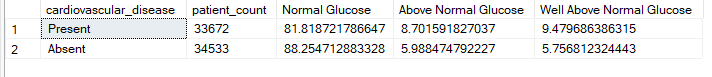 cardiovascular_disease patient_count Normal Glucose Above Normal Glucose Well Above Normal Glucose
1 Present 33672 81.818721786647 8.701591827037 9.479686386315
2 Absent 34533 88.254712883328 5.988474792227 5.756812324443